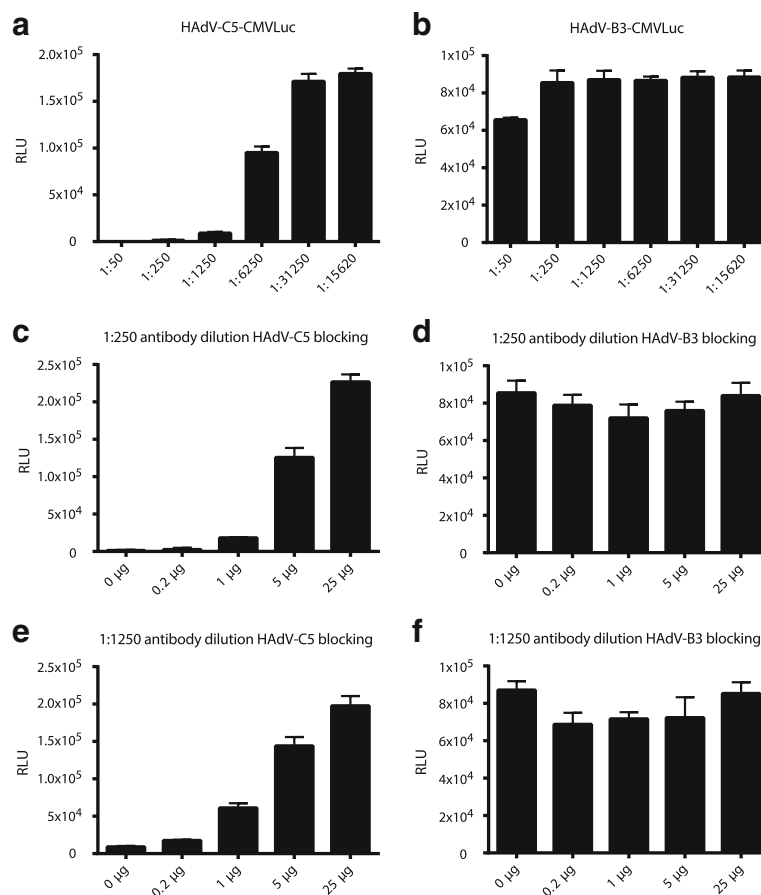 a
HAdV-C5-CMVLuc
RLU
2.0x10⁵
1.5x10⁵
1.0x10⁵
5x10⁴
0
1:50
1:250
1:1250
1:6250
1:31250
1:15620
b
HAdV-B3-CMVLuc
RLU
1x10⁵
8x10⁴
6x10⁴
4x10⁴
2x10⁴
0
1:50
1:250
1:1250
1:6250
1:31250
1:15620
c
1:250 antibody dilution HAdV-C5 blocking
RLU
2.5x10⁵
2.0x10⁵
1.5x10⁵
1.0x10⁵
5x10⁴
0
0 µg
0.2 µg
1 µg
5 µg
25 µg
d
1:250 antibody dilution HAdV-B3 blocking
RLU
1x10⁵
8x10⁴
6x10⁴
4x10⁴
2x10⁴
0
0 µg
0.2 µg
1 µg
5 µg
25 µg
e
1:1250 antibody dilution HAdV-C5 blocking
RLU
2.5x10⁵
2.0x10⁵
1.5x10⁵
1.0x10⁵
5x10⁴
0
0 µg
0.2 µg
1 µg
5 µg
25 µg
f
1:1250 antibody dilution HAdV-B3 blocking
RLU
1x10⁵
8x10⁴
6x10⁴
4x10⁴
2x10⁴
0
0 µg
0.2 µg
1 µg
5 µg
25 µg